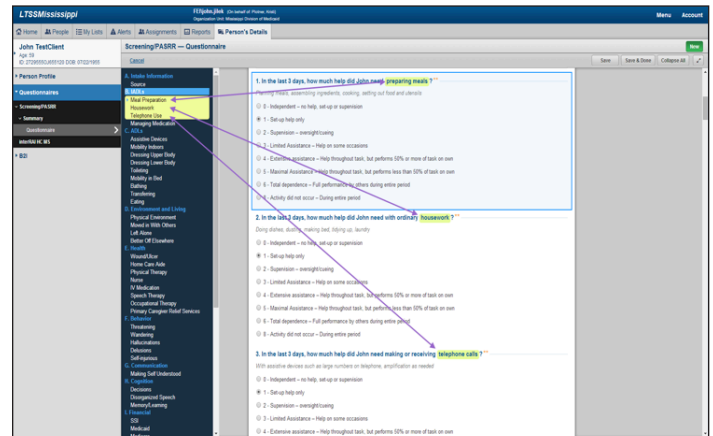 LTSSMississippi
FEIjohn.jilek (On behalf of: Phelon, Vicki)
Organization Unit: Mississippi Division of Medicaid
Menu Account
Home People My Lists Alerts Assignments Reports Person's Details
John TestClient
Age: 59
Screening/PASRR — Questionnaire
New
Cancel
Save Save & Done Collapse All
Person Profile
Questionnaires
Screening/PASRR
Summary
Questionnaire
InterRAI HC MS
BSI
A. Intake Information
Source
B. IADLs
Meal Preparation
Housework
Telephone Use
Managing Medication
C. ADLs
Assistive Devices
Mobility Indoors
Dressing Upper Body
Dressing Lower Body
Toileting
Mobility in Bed
Bathing
Transferring
Eating
D. Environment and Living
Physical Environment
Moved in With Others
Left Alone
Better Off Elsewhere
E. Health
Wound/Ulcer
Home Care Aide
Physical Therapy
Nurse
IV Medication
Speech Therapy
Occupational Therapy
Primary Caregiver Relief Services
F. Behavior
Threatening
Wandering
Hallucinations
Delusions
Self-injurious
G. Communication
Making Self Understood
H. Cognition
Decisions
Disorganized Speech
Memory/Learning
I. Financial
SSI
Medicaid
Medicare
1. In the last 3 days, how much help did John need preparing meals ?
Planning meals, assembling ingredients, cooking, setting out food and utensils
0 - Independent – no help, set-up or supervision
1 - Set-up help only
2 - Supervision – oversight/cueing
3 - Limited Assistance – Help on some occasions
4 - Extensive assistance – Help throughout task, but performs 50% or more of task on own
5 - Maximal Assistance – Help throughout task, but performs less than 50% of task on own
6 - Total dependence – Full performance by others during entire period
8 - Activity did not occur – During entire period
2. In the last 3 days, how much help did John need with ordinary housework ?
Doing dishes, dusting, making bed, tidying up, laundry
0 - Independent – no help, set-up or supervision
1 - Set-up help only
2 - Supervision – oversight/cueing
3 - Limited Assistance – Help on some occasions
4 - Extensive assistance – Help throughout task, but performs 50% or more of task on own
5 - Maximal Assistance – Help throughout task, but performs less than 50% of task on own
6 - Total dependence – Full performance by others during entire period
8 - Activity did not occur – During entire period
3. In the last 3 days, how much help did John need making or receiving telephone calls ?
With assistive devices such as large numbers on telephone, amplification as needed
0 - Independent – no help, set-up or supervision
1 - Set-up help only
2 - Supervision – oversight/cueing
3 - Limited Assistance – Help on some occasions
4 - Extensive assistance – Help throughout task, but performs 50% or more of task on own